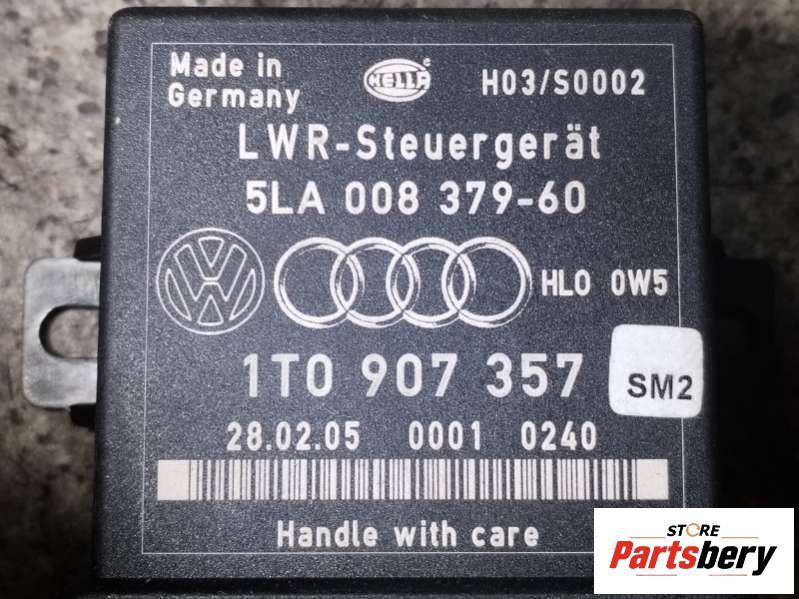 Made in
Germany
HELLA
H03/S0002
LWR-Steuergerät
5LA 008 379-60
HL0 0W5
1T0 907 357
SM2
28.02.05 0001 0240
Handle with care
STORE
Partsbery